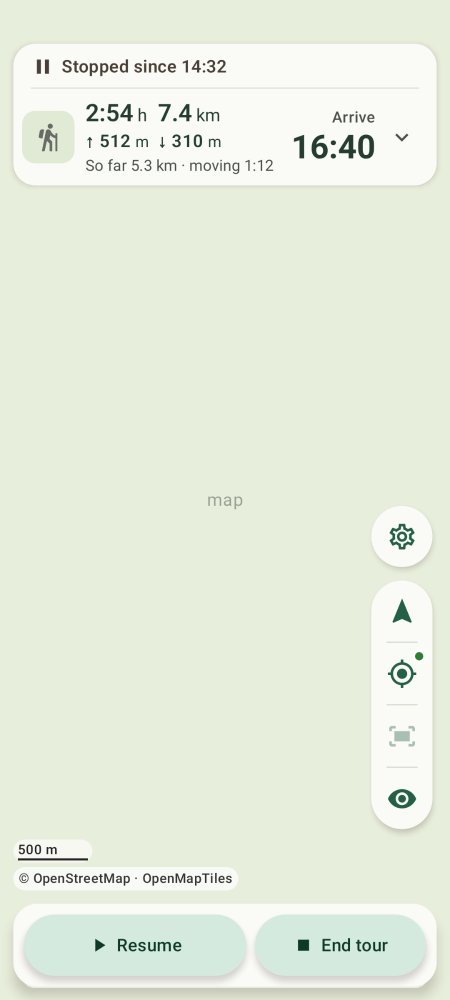 Stopped since 14:32
2:54 h 7.4 km
↑ 512 m ↓ 310 m
So far 5.3 km · moving 1:12
Arrive
16:40
map
500 m
© OpenStreetMap · OpenMapTiles
Resume
End tour